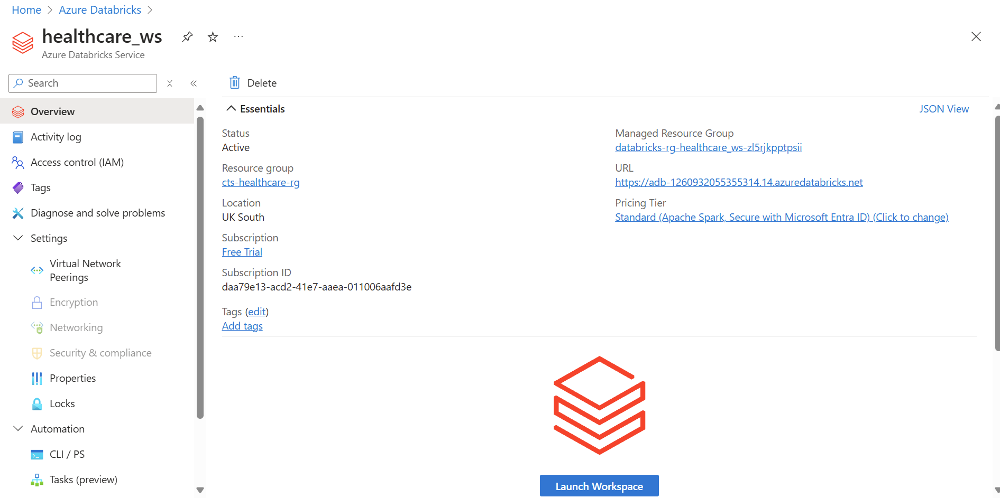 Home > Azure Databricks >
healthcare_ws
Azure Databricks Service
Search
Overview
Activity log
Access control (IAM)
Tags
Diagnose and solve problems
Settings
Virtual Network
Peerings
Encryption
Networking
Security & compliance
Properties
Locks
Automation
CLI / PS
Tasks (preview)
Delete
Essentials
JSON View
Status
Active
Resource group
cts-healthcare-rg
Location
UK South
Subscription
Free Trial
Subscription ID
daa79e13-acd2-41e7-aaea-011006aafd3e
Tags (edit)
Add tags
Managed Resource Group
databricks-rg-healthcare_ws-zl5rjkpptpsii
URL
https://adb-1260932055355314.14.azuredatabricks.net
Pricing Tier
Standard (Apache Spark, Secure with Microsoft Entra ID) (Click to change)
Launch Workspace